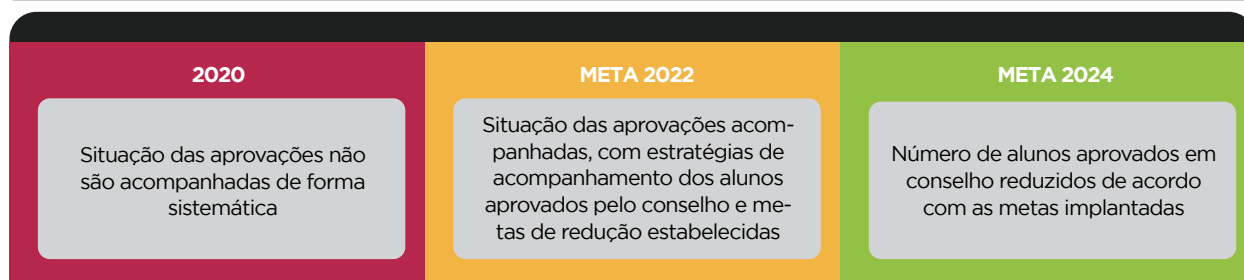 2020
Situação das aprovações não
são acompanhadas de forma
sistemática
META 2022
Situação das aprovações acom-
panhadas, com estratégias de
acompanhamento dos alunos
aprovados pelo conselho e me-
tas de redução estabelecidas
META 2024
Número de alunos aprovados em
conselho reduzidos de acordo
com as metas implantadas